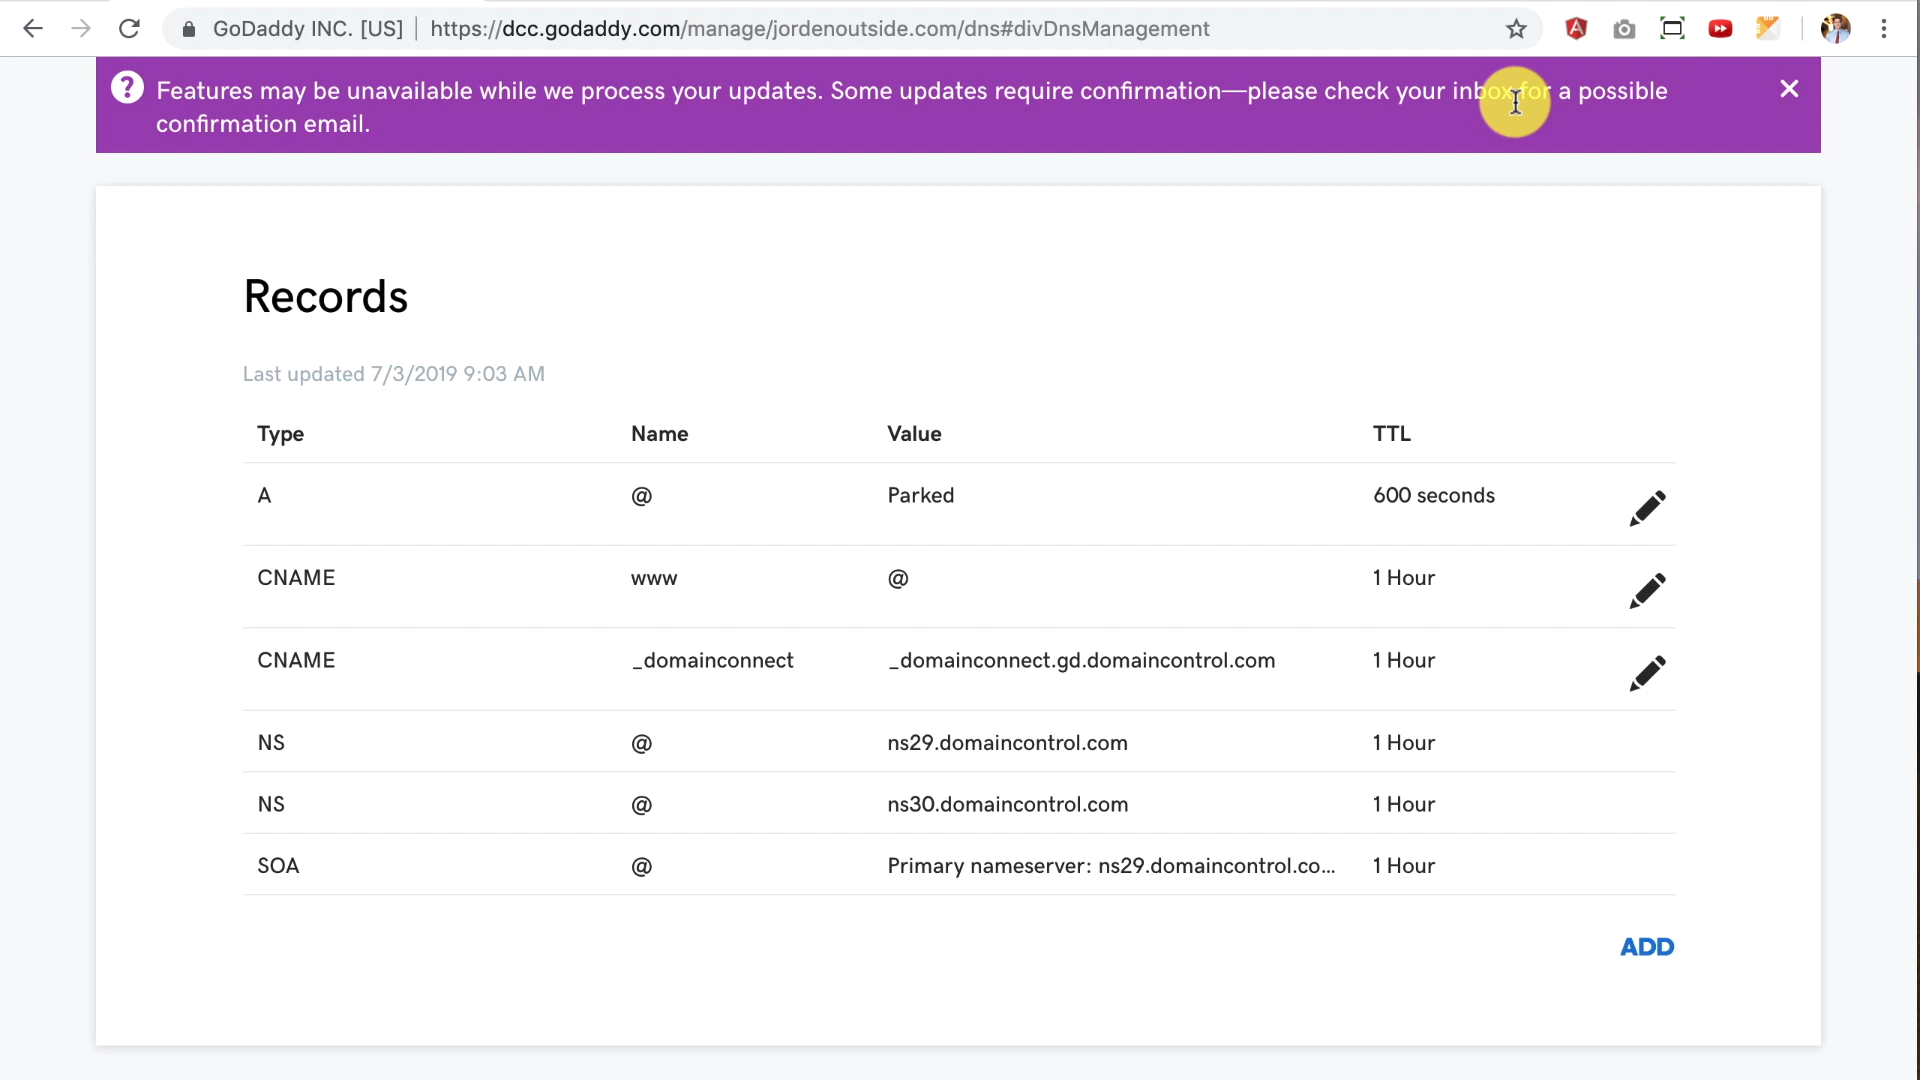 GoDaddy INC. [US] | https://dcc.godaddy.com/manage/jordenoutside.com/dns#divDnsManagement
Features may be unavailable while we process your updates. Some updates require confirmation—please check your inbox for a possible
confirmation email.
Records
Last updated 7/3/2019 9:03 AM
Type Name Value TTL
A @ Parked 600 seconds
CNAME www @ 1 Hour
CNAME _domainconnect _domainconnect.gd.domaincontrol.com 1 Hour
NS @ ns29.domaincontrol.com 1 Hour
NS @ ns30.domaincontrol.com 1 Hour
SOA @ Primary nameserver: ns29.domaincontrol.co... 1 Hour
ADD